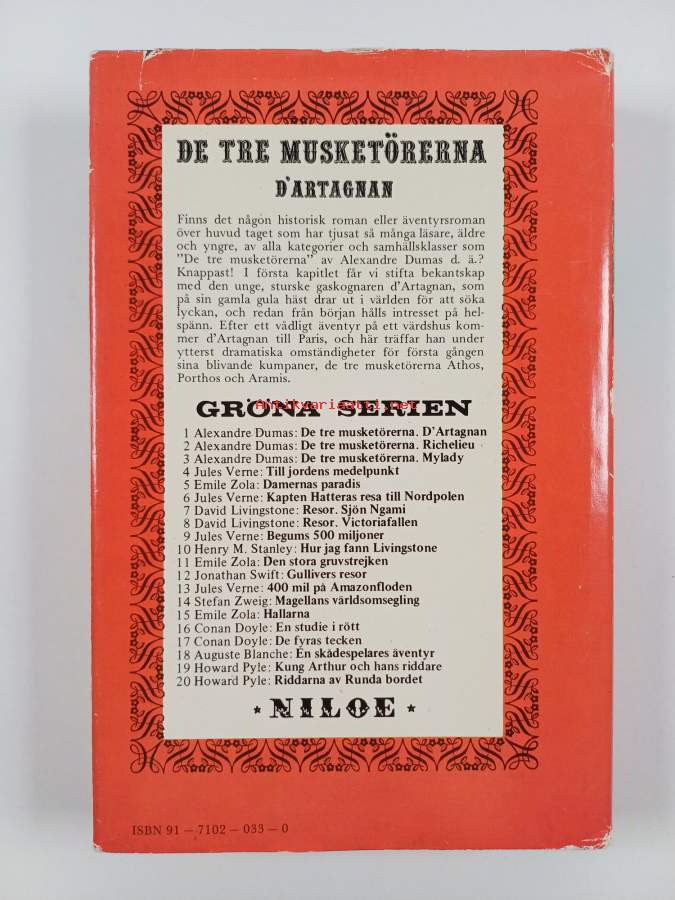 DE TRE MUSKETÖRERNA
D'ARTAGNAN
Finns det någon historisk roman eller äventyrsroman
över huvud taget som har tjusat så många läsare, äldre
och yngre, av alla kategorier och samhällsklasser som
"De tre musketörerna" av Alexandre Dumas d. ä.?
Knappast! I första kapitlet får vi stifta bekantskap
med den unge, sturske gaskognaren d'Artagnan, som
på sin gamla gula häst drar ut i världen för att söka
lyckan, och redan från början hålls intresset på hel-
spänn. Efter ett vådligt äventyr på ett värdshus kom-
mer d'Artagnan till Paris, och här träffar han under
ytterst dramatiska omständigheter för första gången
sina blivande kumpaner, de tre musketörerna Athos,
Porthos och Aramis.
Antikvariaatti.net
GRÖNA SERIEN
1 Alexandre Dumas: De tre musketörerna. D'Artagnan
2 Alexandre Dumas: De tre musketörerna. Richelieu
3 Alexandre Dumas: De tre musketörerna. Mylady
4 Jules Verne: Till jordens medelpunkt
5 Emile Zola: Damernas paradis
6 Jules Verne: Kapten Hatteras resa till Nordpolen
7 David Livingstone: Resor. Sjön Ngami
8 David Livingstone: Resor. Victoriafallen
9 Jules Verne: Begums 500 miljoner
10 Henry M. Stanley: Hur jag fann Livingstone
11 Emile Zola: Den stora gruvstrejken
12 Jonathan Swift: Gullivers resor
13 Jules Verne: 400 mil på Amazonfloden
14 Stefan Zweig: Magellans världsomsegling
15 Emile Zola: Hallarna
16 Conan Doyle: En studie i rött
17 Conan Doyle: De fyras tecken
18 Auguste Blanche: En skådespelares äventyr
19 Howard Pyle: Kung Arthur och hans riddare
20 Howard Pyle: Riddarna av Runda bordet
★ NILOE ★
ISBN 91 – 7102 – 033 – 0